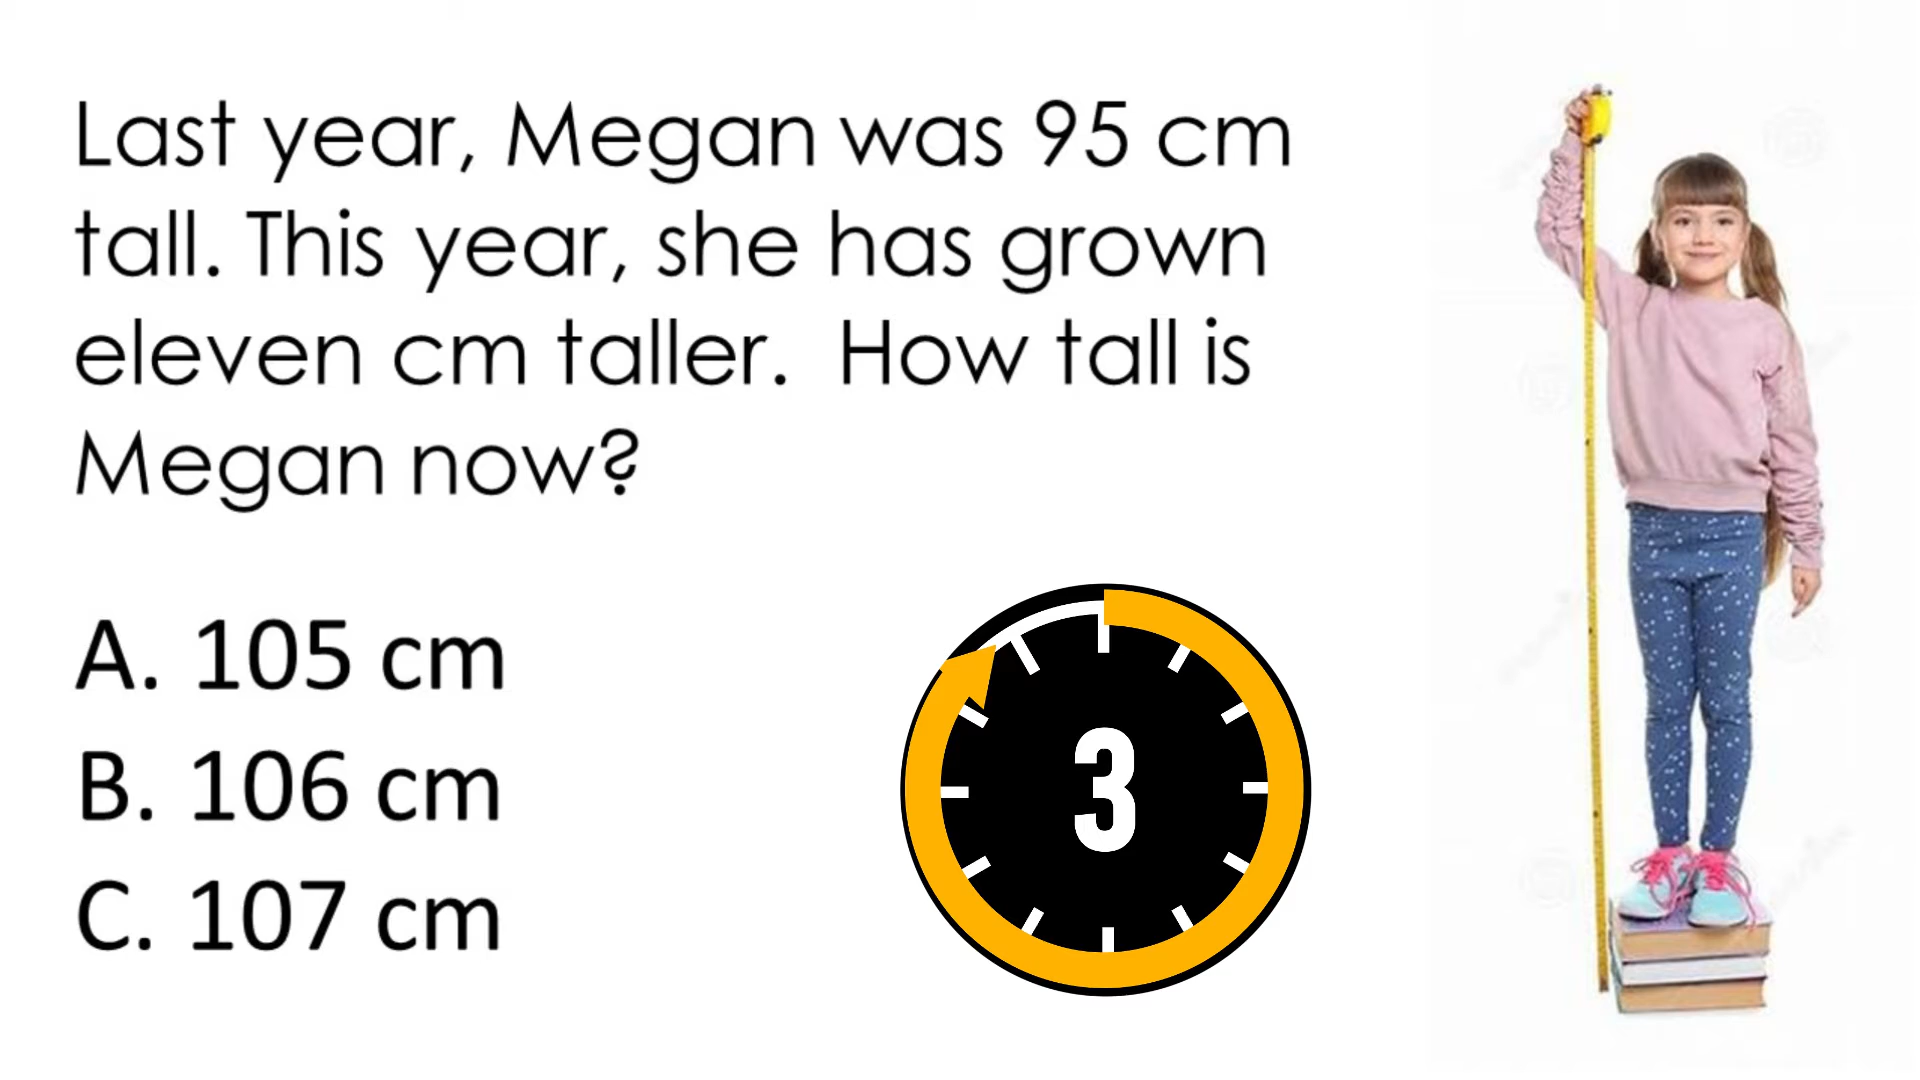 Last year, Megan was 95 cm
tall. This year, she has grown
eleven cm taller. How tall is
Megan now?
A. 105 cm
B. 106 cm
C. 107 cm
3